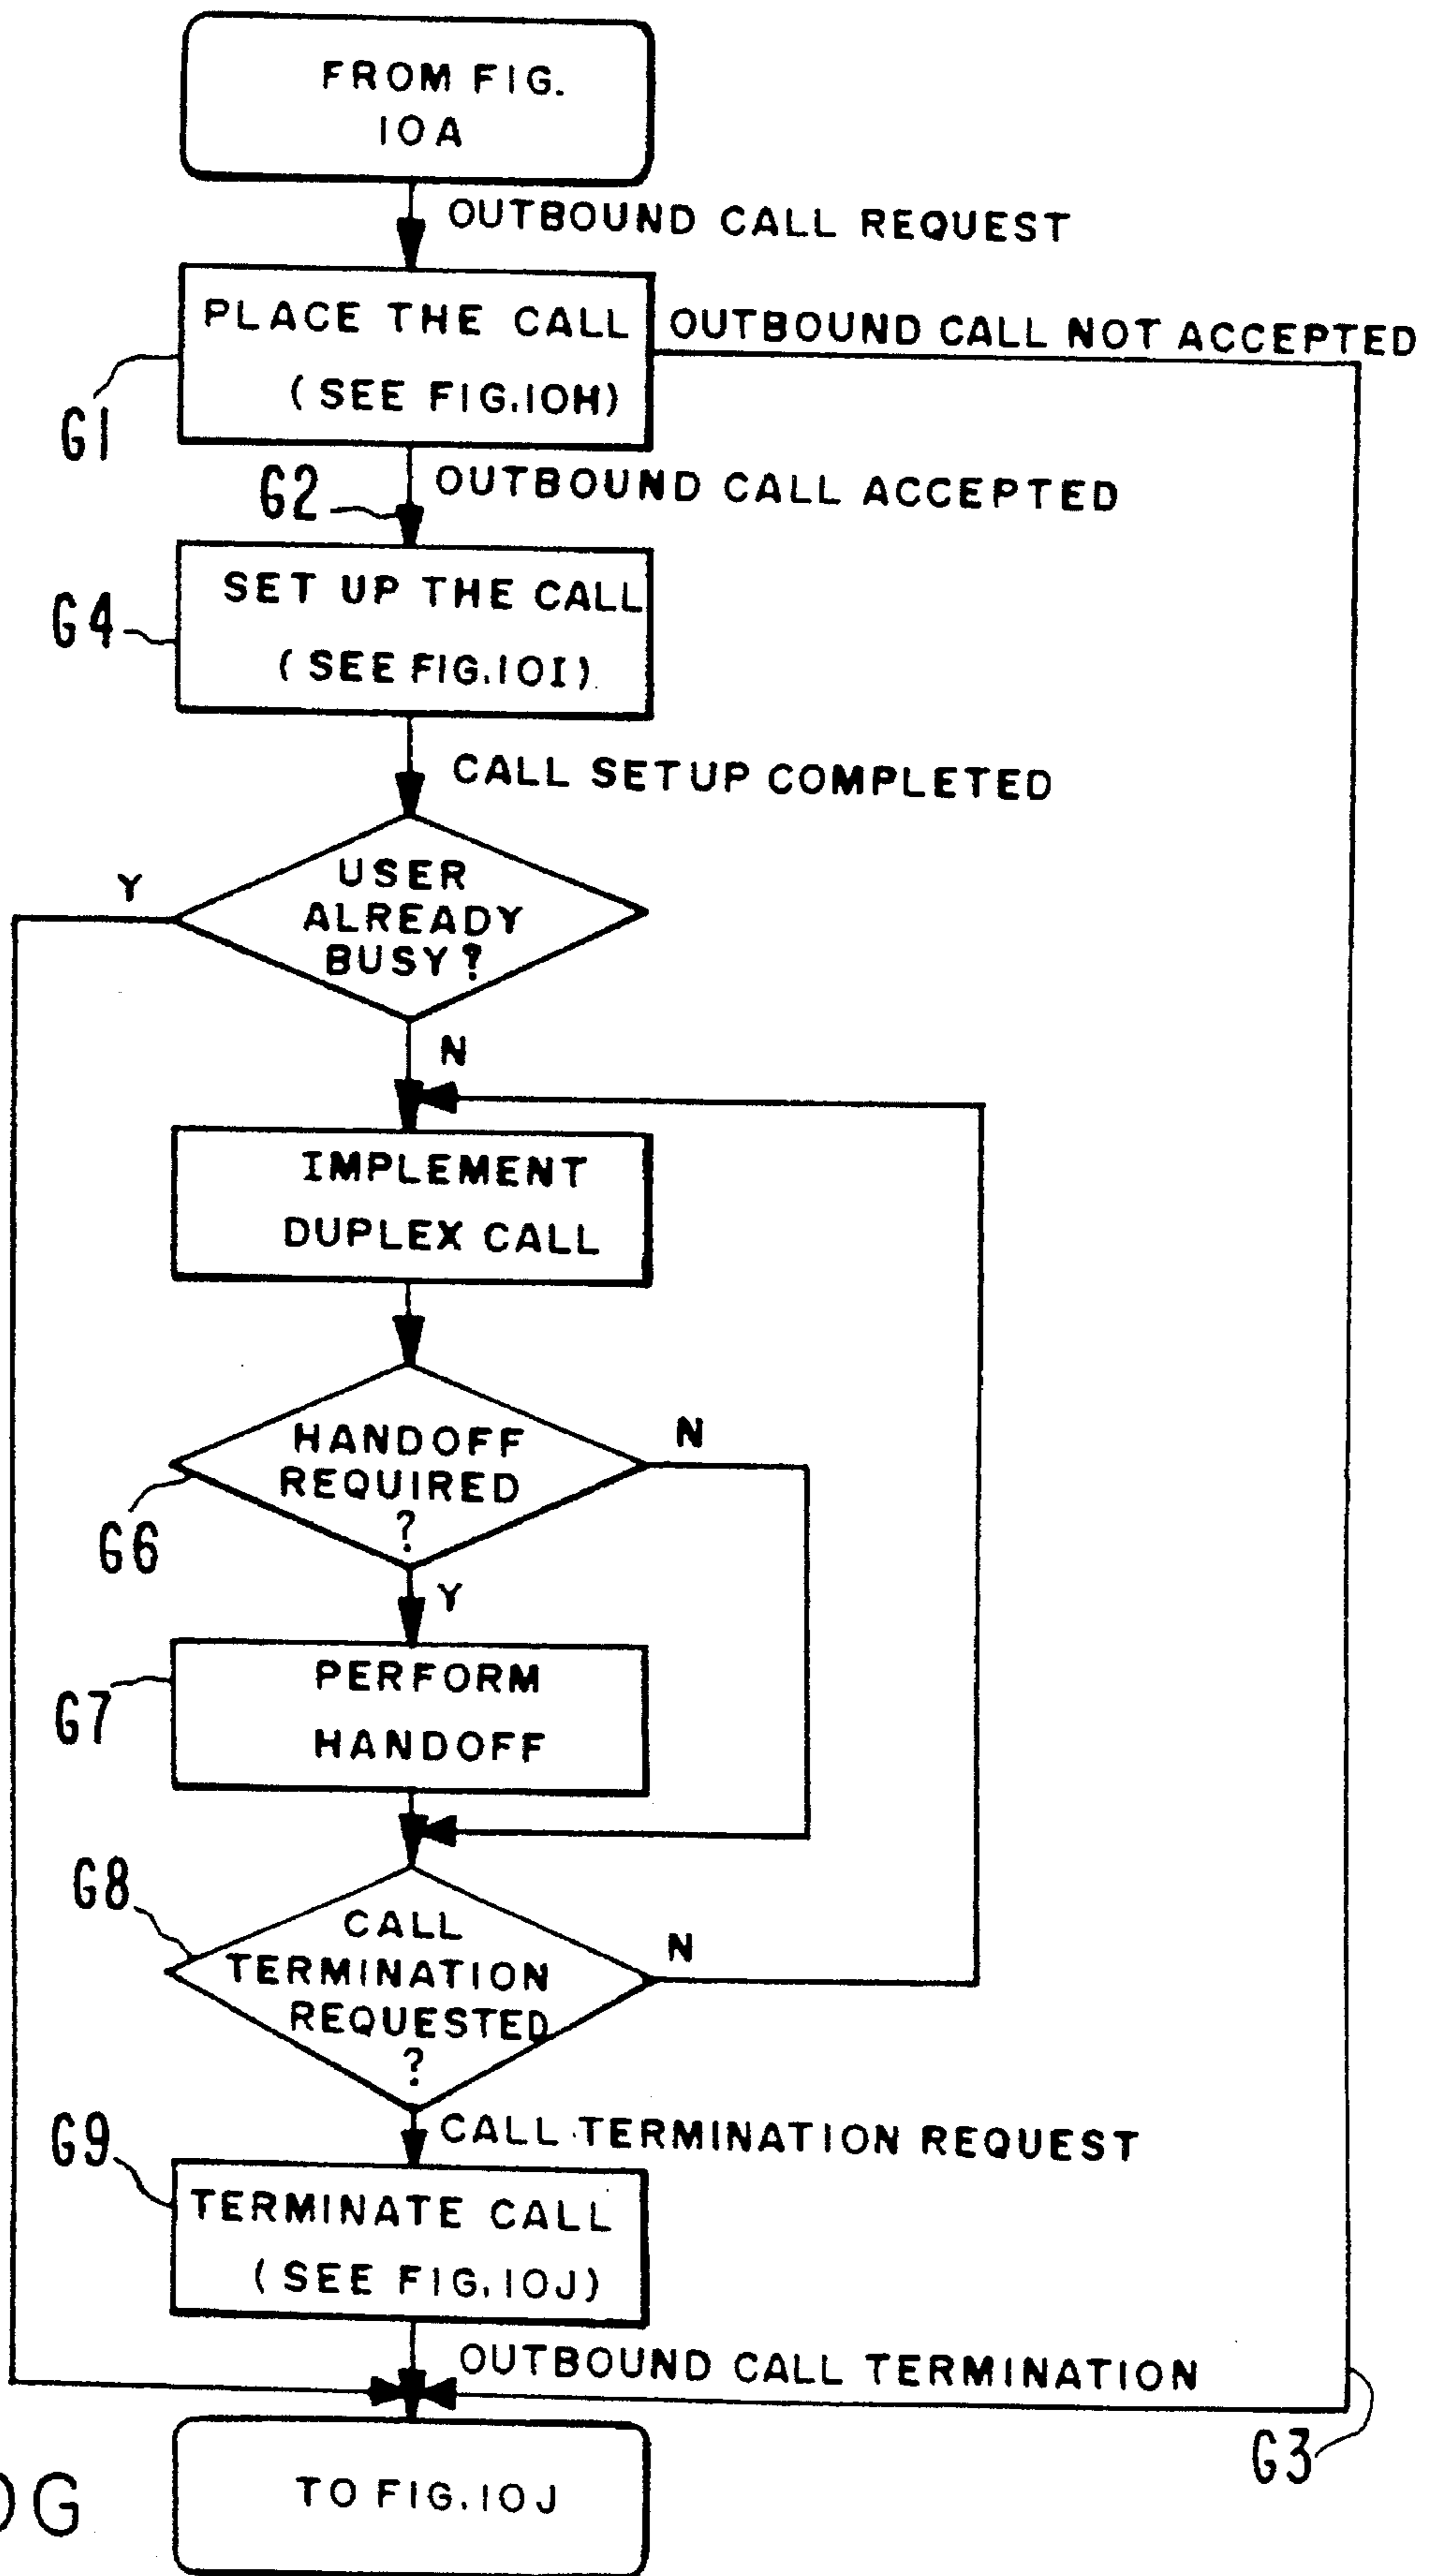 FROM FIG.
10A
OUTBOUND CALL REQUEST
PLACE THE CALL
(SEE FIG.10H)
OUTBOUND CALL NOT ACCEPTED
G1
G2
OUTBOUND CALL ACCEPTED
SET UP THE CALL
(SEE FIG.10I)
G4
CALL SETUP COMPLETED
USER
ALREADY
BUSY?
Y
N
IMPLEMENT
DUPLEX CALL
HANDOFF
REQUIRED
?
N
G6
Y
PERFORM
HANDOFF
G7
G8
CALL
TERMINATION
REQUESTED
?
N
CALL TERMINATION REQUEST
G9
TERMINATE CALL
(SEE FIG.10J)
OUTBOUND CALL TERMINATION
G3
TO FIG.10J
G